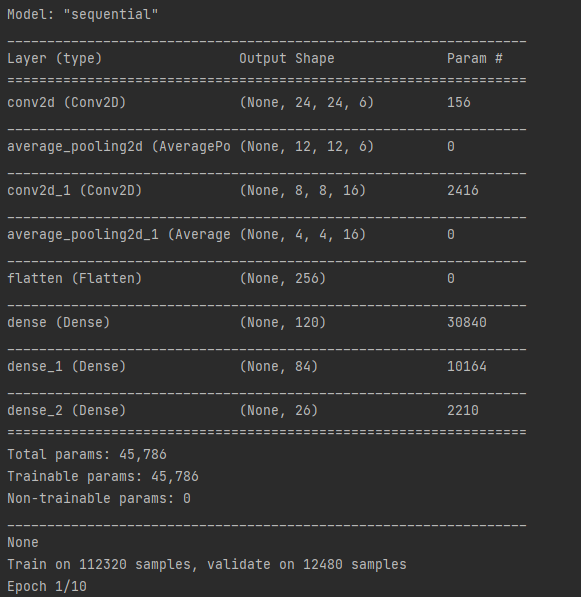 Model: "sequential"
_________________________________________________________________
Layer (type)                 Output Shape              Param #
=================================================================
conv2d (Conv2D)              (None, 24, 24, 6)         156
_________________________________________________________________
average_pooling2d (AveragePo (None, 12, 12, 6)         0
_________________________________________________________________
conv2d_1 (Conv2D)            (None, 8, 8, 16)          2416
_________________________________________________________________
average_pooling2d_1 (Average (None, 4, 4, 16)          0
_________________________________________________________________
flatten (Flatten)            (None, 256)               0
_________________________________________________________________
dense (Dense)                (None, 120)               30840
_________________________________________________________________
dense_1 (Dense)              (None, 84)                10164
_________________________________________________________________
dense_2 (Dense)              (None, 26)                2210
=================================================================
Total params: 45,786
Trainable params: 45,786
Non-trainable params: 0
_________________________________________________________________
None
Train on 112320 samples, validate on 12480 samples
Epoch 1/10